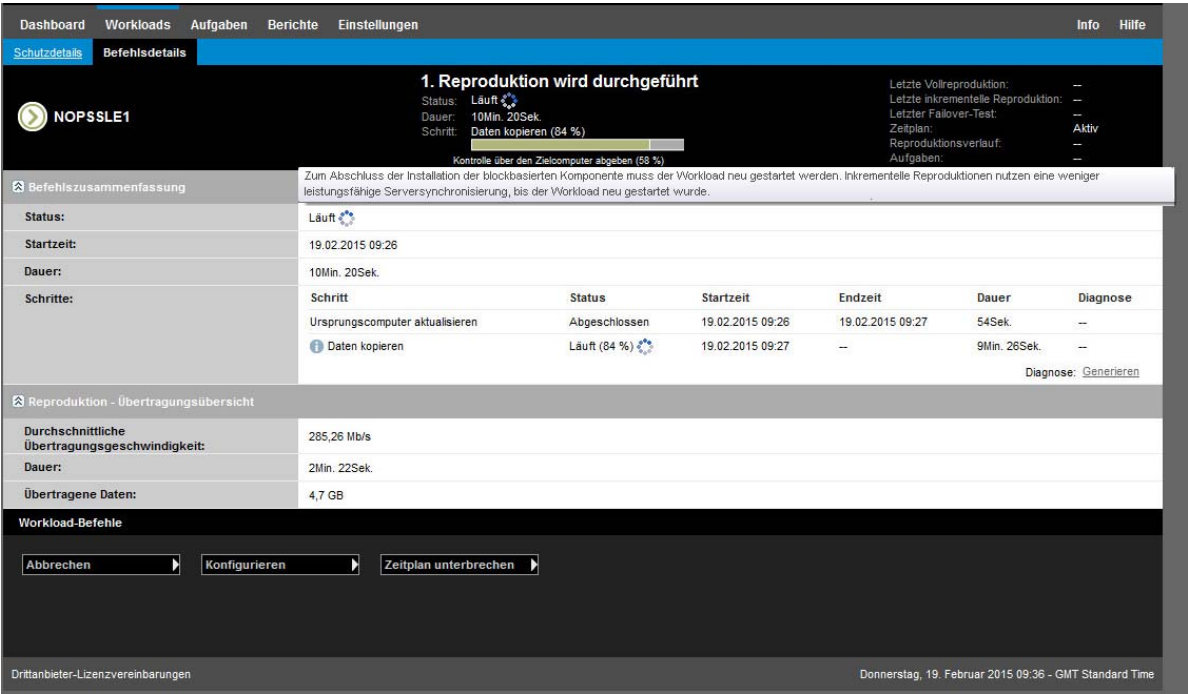 Dashboard Workloads Aufgaben Berichte Einstellungen Info Hilfe
Schutzdetails Befehlsdetails
NOPSSLE1
1. Reproduktion wird durchgeführt
Status: Läuft
Dauer: 10Min. 20Sek.
Schritt: Daten kopieren (84 %)
Kontrolle über den Zielcomputer abgeben (58 %)
Letzte Vollreproduktion: --
Letzte inkrementelle Reproduktion: --
Letzter Failover-Test: --
Zeitplan: Aktiv
Reproduktionsverlauf: --
Aufgaben: --
Zum Abschluss der Installation der blockbasierten Komponente muss der Workload neu gestartet werden. Inkrementelle Reproduktionen nutzen eine weniger
leistungsfähige Serversynchronisierung, bis der Workload neu gestartet wurde.
Befehlszusammenfassung
Status: Läuft
Startzeit: 19.02.2015 09:26
Dauer: 10Min. 20Sek.
Schritte:
Schritt Status Startzeit Endzeit Dauer Diagnose
Ursprungscomputer aktualisieren Abgeschlossen 19.02.2015 09:26 19.02.2015 09:27 54Sek. --
Daten kopieren Läuft (84 %) 19.02.2015 09:27 -- 9Min. 26Sek. --
Diagnose: Generieren
Reproduktion - Übertragungsübersicht
Durchschnittliche
Übertragungsgeschwindigkeit: 285,26 Mb/s
Dauer: 2Min. 22Sek.
Übertragene Daten: 4,7 GB
Workload-Befehle
Abbrechen Konfigurieren Zeitplan unterbrechen
Drittanbieter-Lizenzvereinbarungen Donnerstag, 19. Februar 2015 09:36 - GMT Standard Time